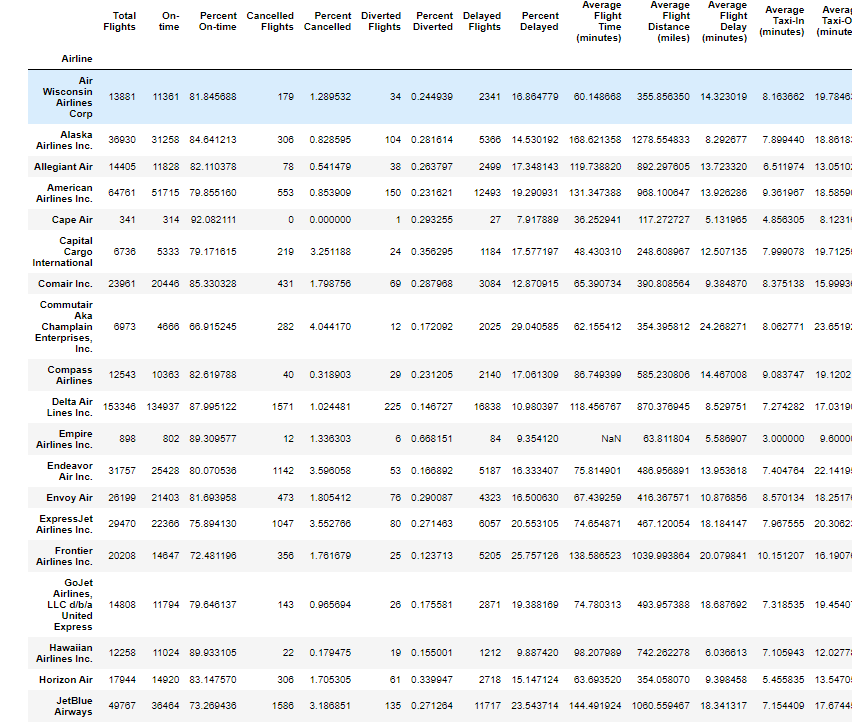 Total Flights On-time Percent On-time Cancelled Flights Percent Cancelled Diverted Flights Percent Diverted Delayed Flights Percent Delayed Average Flight Time (minutes) Average Flight Distance (miles) Average Flight Delay (minutes) Average Taxi-In (minutes)
Airline
Air Wisconsin Airlines Corp 13881 11361 81.845688 179 1.289532 34 0.244939 2341 16.864779 60.148668 355.856350 14.323019 8.163662 19.7846
Alaska Airlines Inc. 36930 31258 84.641213 306 0.828595 104 0.281614 5366 14.530192 168.621358 1278.554833 8.292677 7.899440 18.8618
Allegiant Air 14405 11828 82.110378 78 0.541479 38 0.263797 2499 17.348143 119.738820 892.297605 13.723320 6.511974 13.0510
American Airlines Inc. 64761 51715 79.855160 553 0.853909 150 0.231621 12493 19.290931 131.347388 968.100647 13.926286 9.361967 18.5859
Cape Air 341 314 92.082111 0 0.000000 1 0.293255 27 7.917889 36.252941 117.272727 5.131965 4.856305 8.1231
Capital Cargo International 6736 5333 79.171615 219 3.251188 24 0.356295 1184 17.577197 48.430310 248.608967 12.507135 7.999078 19.7125
Comair Inc. 23961 20446 85.330328 431 1.798756 69 0.287968 3084 12.870915 65.390734 390.808564 9.384870 8.375138 15.9993
Commutair Aka Champlain Enterprises, Inc. 6973 4666 66.915245 282 4.044170 12 0.172092 2025 29.040585 62.155412 354.395812 24.268271 8.062771 23.6519
Compass Airlines 12543 10363 82.619788 40 0.318903 29 0.231205 2140 17.061309 86.749399 585.230806 14.467008 9.083747 19.1202
Delta Air Lines Inc. 153346 134937 87.995122 1571 1.024481 225 0.146727 16838 10.980397 118.456767 870.376945 8.529751 7.274282 17.0319
Empire Airlines Inc. 898 802 89.309577 12 1.336303 6 0.668151 84 9.354120 NaN 63.811804 5.586907 3.000000 9.6000
Endeavor Air Inc. 31757 25428 80.070536 1142 3.596058 53 0.166892 5187 16.333407 75.814901 486.956891 13.953618 7.404764 22.1419
Envoy Air 26199 21403 81.693958 473 1.805412 76 0.290087 4323 16.500630 67.439259 416.367571 10.876856 8.570134 18.2517
ExpressJet Airlines Inc. 29470 22366 75.894130 1047 3.552766 80 0.271463 6057 20.553105 74.654871 467.120054 18.184147 7.967555 20.3062
Frontier Airlines Inc. 20208 14647 72.481196 356 1.761679 25 0.123713 5205 25.757126 138.586523 1039.993864 20.079841 10.151207 16.1907
GoJet Airlines, LLC d/b/a United Express 14808 11794 79.646137 143 0.965694 26 0.175581 2871 19.388169 74.780313 493.957388 18.687692 7.318535 19.4540
Hawaiian Airlines Inc. 12258 11024 89.933105 22 0.179475 19 0.155001 1212 9.887420 98.207989 742.262278 6.036613 7.105943 12.0277
Horizon Air 17944 14920 83.147570 306 1.705305 61 0.339947 2718 15.147124 63.693520 354.058070 9.398458 5.455835 13.5470
JetBlue Airways 49767 36464 73.269436 1586 3.186851 135 0.271264 11717 23.543714 144.491924 1060.559467 18.341317 7.154409 17.6744